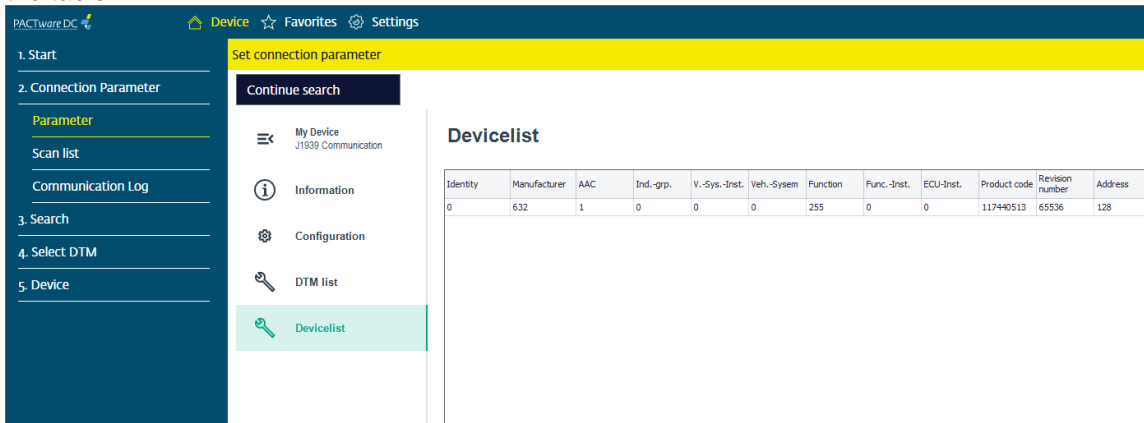 PACTware DC Device Favorites Settings
1. Start
2. Connection Parameter
Parameter
Scan list
Communication Log
3. Search
4. Select DTM
5. Device
Set connection parameter
Continue search
My Device
J1939 Communication
Information
Configuration
DTM list
Devicelist
Devicelist
Identity Manufacturer AAC Ind.-grp. V.-Sys.-Inst. Veh.-Sysem Function Func.-Inst. ECU-Inst. Product code Revision number Address
0 632 1 0 0 0 255 0 0 117440513 65536 128